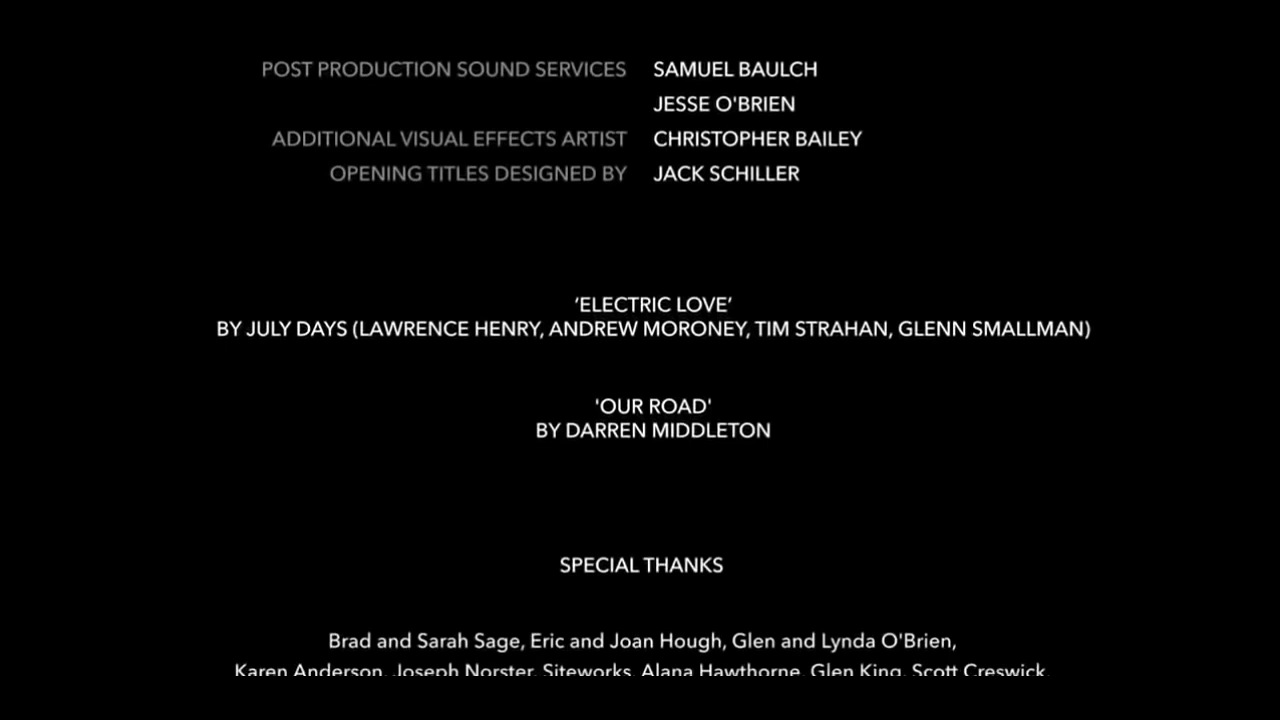 POST PRODUCTION SOUND SERVICES SAMUEL BAULCH
JESSE O'BRIEN
ADDITIONAL VISUAL EFFECTS ARTIST CHRISTOPHER BAILEY
OPENING TITLES DESIGNED BY JACK SCHILLER
‘ELECTRIC LOVE’
BY JULY DAYS (LAWRENCE HENRY, ANDREW MORONEY, TIM STRAHAN, GLENN SMALLMAN)
'OUR ROAD'
BY DARREN MIDDLETON
SPECIAL THANKS
Brad and Sarah Sage, Eric and Joan Hough, Glen and Lynda O'Brien,
Karen Anderson, Joseph Norster, Siteworks, Alana Hawthorne, Glen King, Scott Creswick,